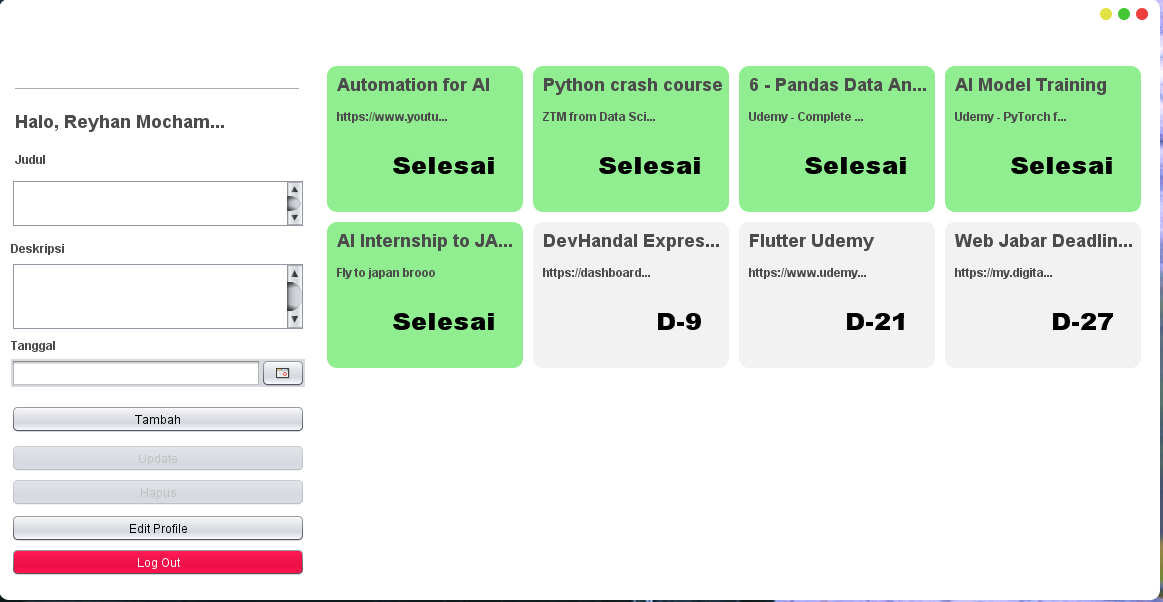 Halo, Reyhan Mocham...
Judul
Deskripsi
Tanggal
Tambah
Update
Hapus
Edit Profile
Log Out
Automation for AI
https://www.youtu...
Selesai
Python crash course
ZTM from Data Sci...
Selesai
6 - Pandas Data An...
Udemy - Complete ...
Selesai
AI Model Training
Udemy - PyTorch f...
Selesai
AI Internship to JA...
Fly to japan brooo
Selesai
DevHandal Expres...
https://dashboard...
D-9
Flutter Udemy
https://www.udemy...
D-21
Web Jabar Deadlin...
https://my.digita...
D-27